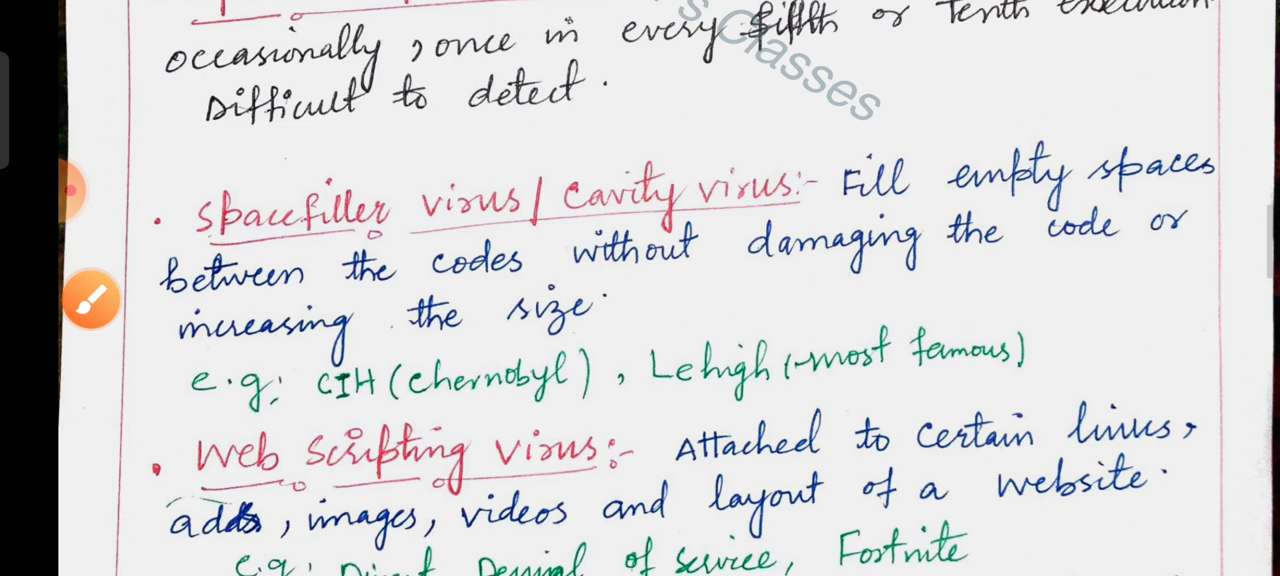 s Classes
occasionally, once in every fifth or Tenth
Difficult to detect.
• Spacefiller virus / Cavity virus:- Fill empty spaces
between the codes without damaging the code or
increasing the size.
e.g; CIH (Chernobyl), Lehigh (most famous)
• Web Scripting Virus:- Attached to certain links,
adds, images, videos and layout of a website.
e.g. Denial of service, Fortnite